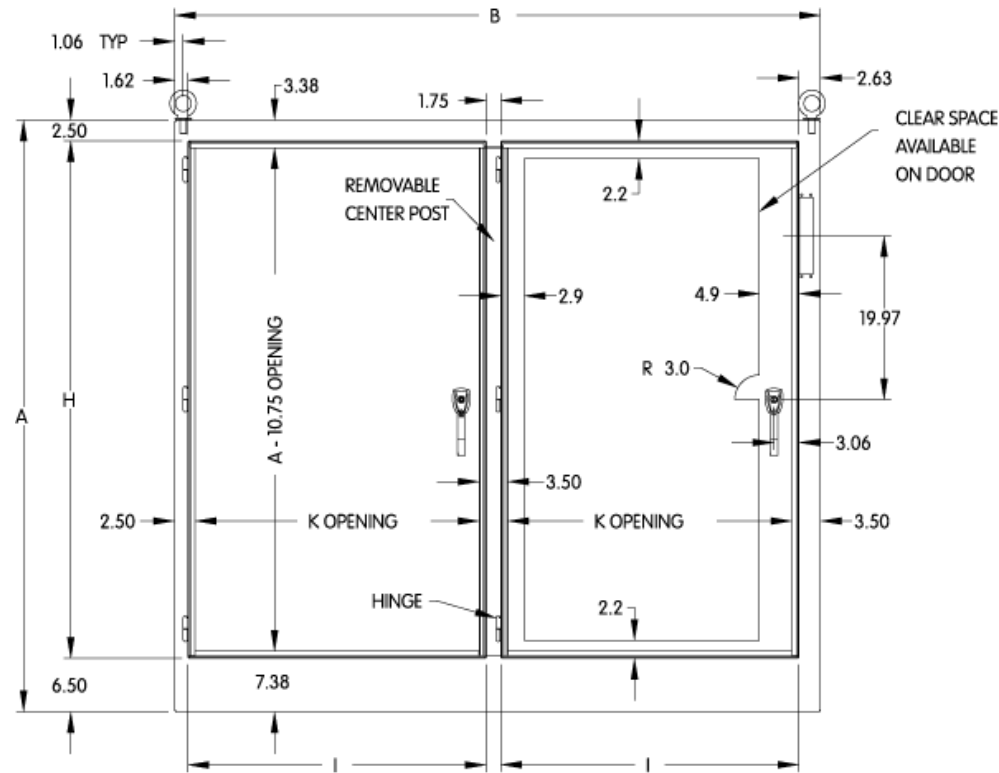 B
1.06 TYP
1.62
3.38
1.75
2.63
2.50
CLEAR SPACE
AVAILABLE
ON DOOR
REMOVABLE
CENTER POST
2.2
2.9
4.9
19.97
A - 10.75 OPENING
R 3.0
H
A
3.06
3.50
2.50
K OPENING
K OPENING
3.50
HINGE
2.2
6.50
7.38
I
I